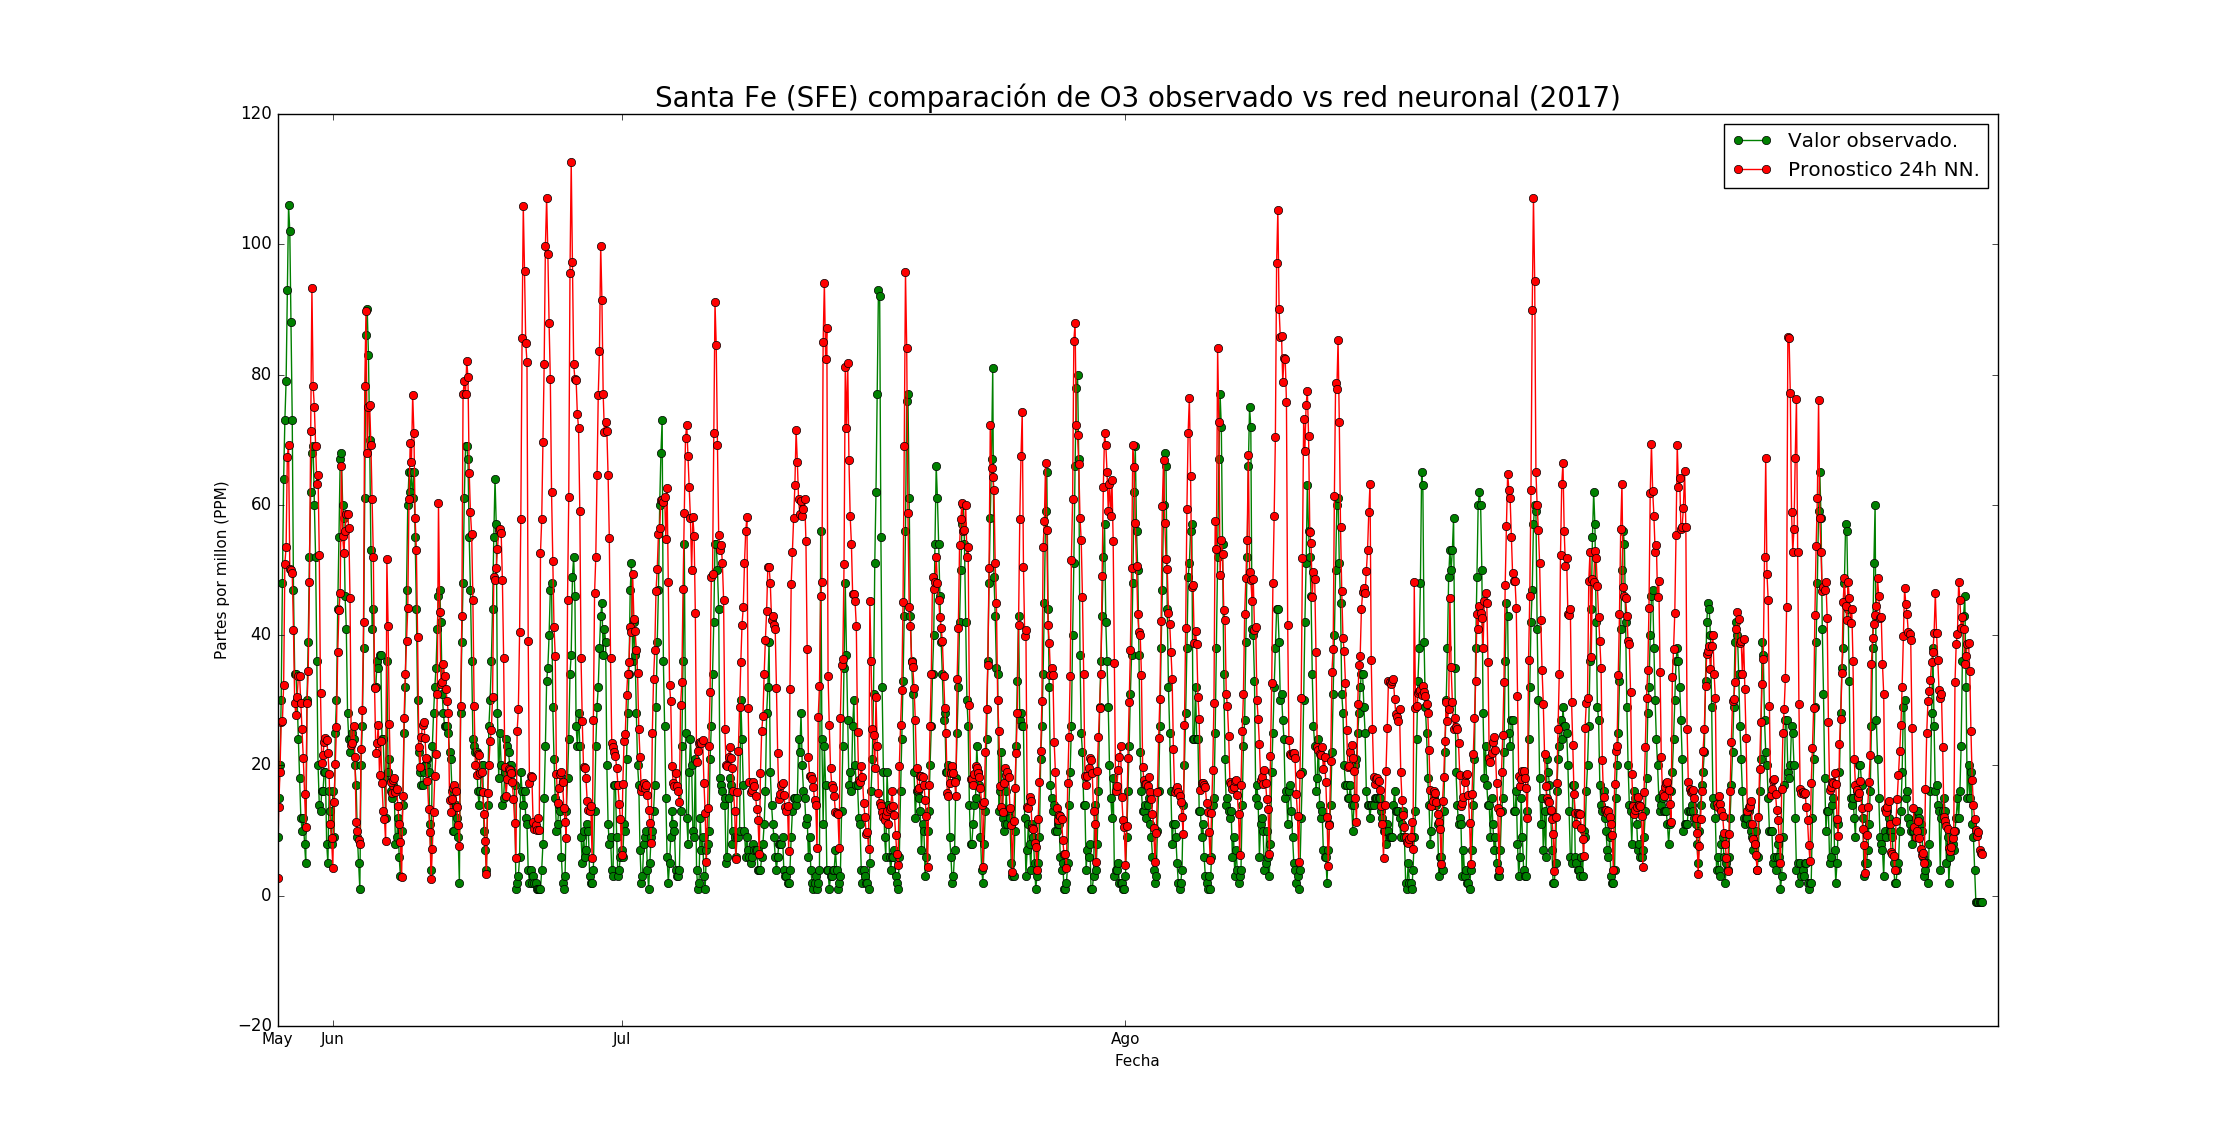 Santa Fe (SFE) comparación de O3 observado vs red neuronal (2017)
120
100
80
60
40
20
0
−20
Partes por millon (PPM)
Valor observado.
Pronostico 24h NN.
May Jun Jul Ago
Fecha